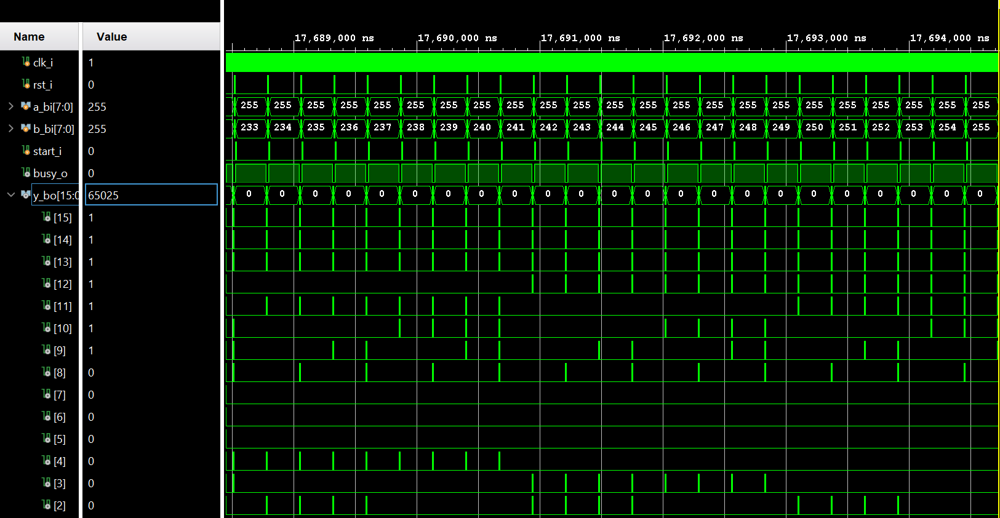 Name Value
17,689,000 ns 17,690,000 ns 17,691,000 ns 17,692,000 ns 17,693,000 ns 17,694,000 ns
clk_i 1
rst_i 0
a_bi[7:0] 255 255 255 255 255 255 255 255 255 255 255 255 255 255 255 255 255 255 255 255 255 255 255 255
b_bi[7:0] 255 233 234 235 236 237 238 239 240 241 242 243 244 245 246 247 248 249 250 251 252 253 254 255
start_i 0
busy_o 0
y_bo[15:0 65025 0 0 0 0 0 0 0 0 0 0 0 0 0 0 0 0 0 0 0 0 0 0 0
[15] 1
[14] 1
[13] 1
[12] 1
[11] 1
[10] 1
[9] 1
[8] 0
[7] 0
[6] 0
[5] 0
[4] 0
[3] 0
[2] 0